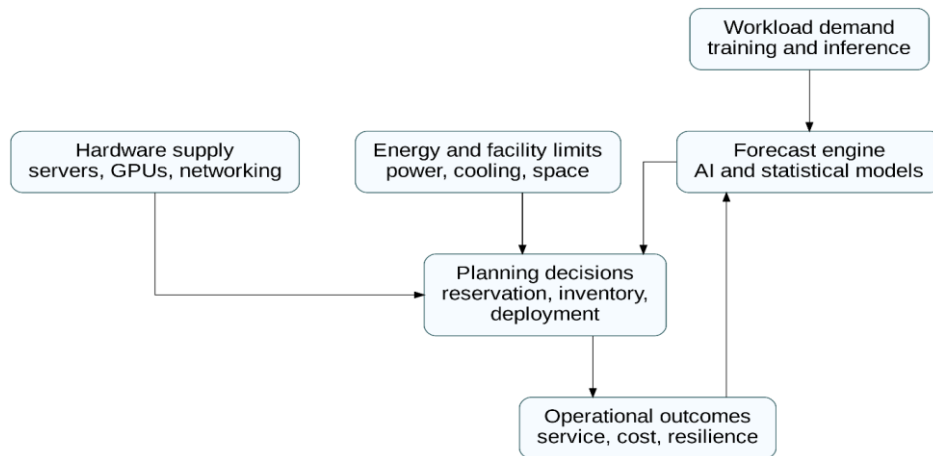 Workload demand
training and inference
Hardware supply
servers, GPUs, networking
Energy and facility limits
power, cooling, space
Forecast engine
AI and statistical models
Planning decisions
reservation, inventory,
deployment
Operational outcomes
service, cost, resilience